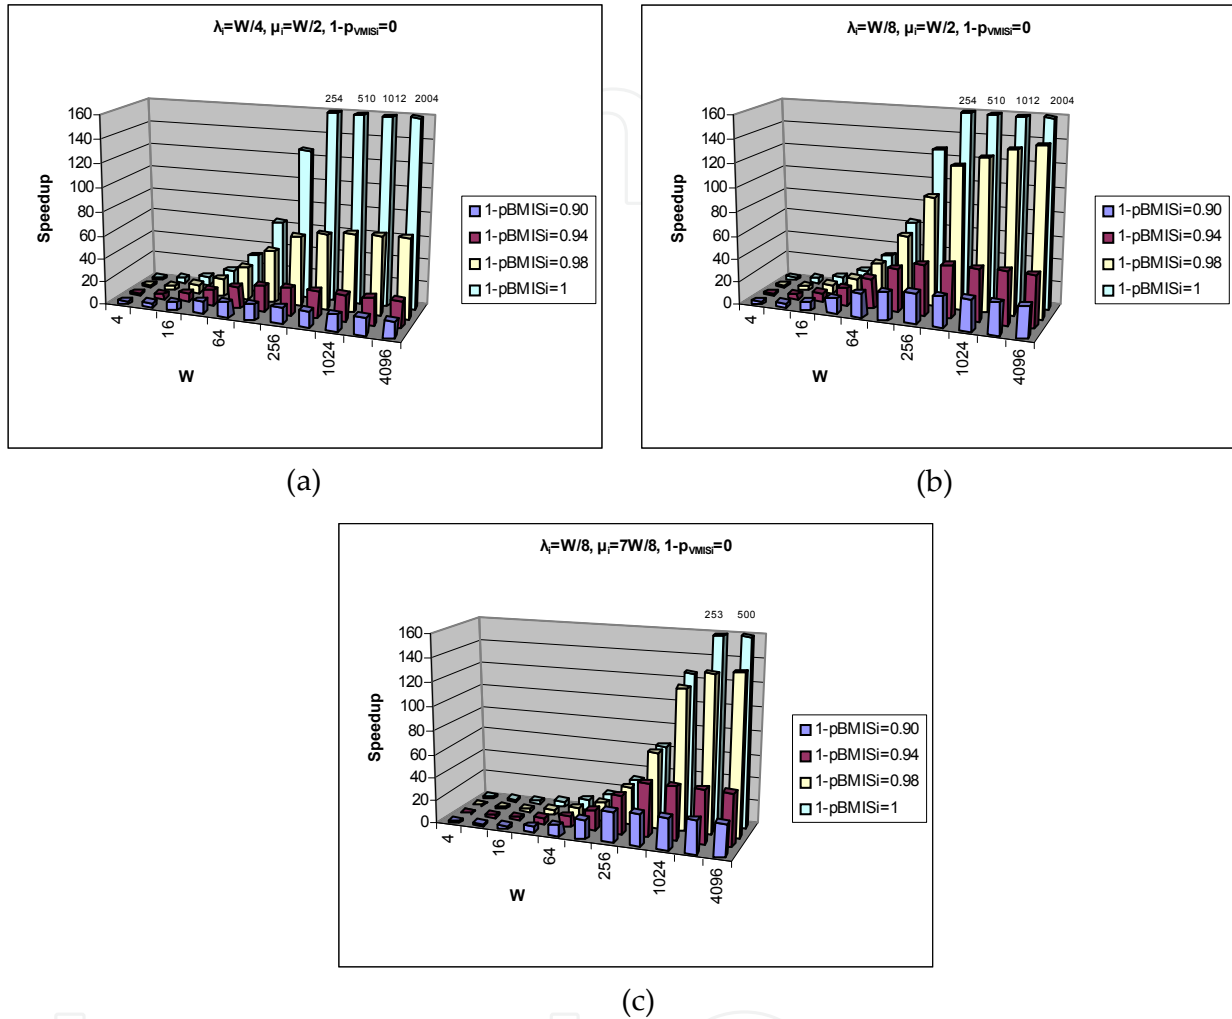 λi=W/4, μi=W/2, 1-pVMISi=0
254 510 1012 2004
160
140
120
100
80
60
40
20
0
Speedup
4 16 64 256 1024 4096
W
1-pBMISi=0.90
1-pBMISi=0.94
1-pBMISi=0.98
1-pBMISi=1
(a)
λi=W/8, μi=W/2, 1-pVMISi=0
254 510 1012 2004
160
140
120
100
80
60
40
20
0
Speedup
4 16 64 256 1024 4096
W
1-pBMISi=0.90
1-pBMISi=0.94
1-pBMISi=0.98
1-pBMISi=1
(b)
λi=W/8, μi=7W/8, 1-pVMISi=0
253 500
160
140
120
100
80
60
40
20
0
Speedup
4 16 64 256 1024 4096
W
1-pBMISi=0.90
1-pBMISi=0.94
1-pBMISi=0.98
1-pBMISi=1
(c)